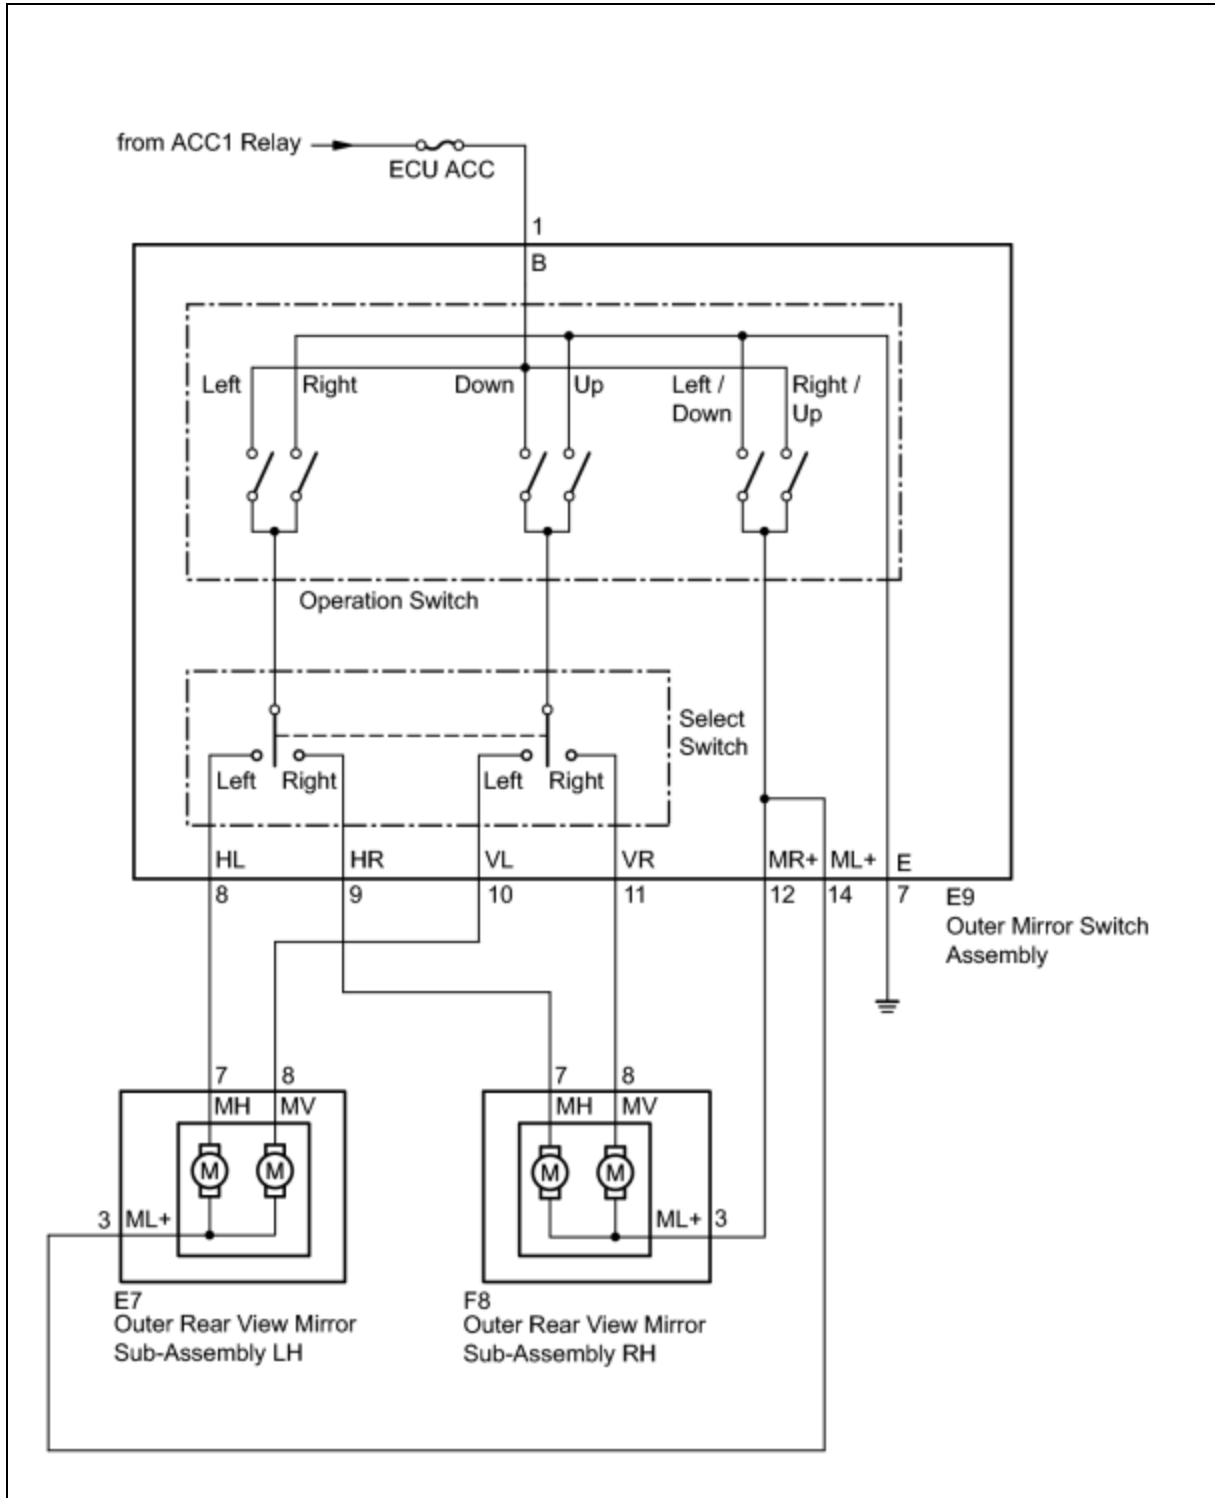 from ACC1 Relay
ECU ACC
1
B
Left
Right
Down
Up
Left /
Down
Right /
Up
Operation Switch
Select
Switch
Left
Right
Left
Right
HL
HR
VL
VR
MR+
ML+
E
8
9
10
11
12
14
7
E9
Outer Mirror Switch
Assembly
7
8
MH
MV
M
M
3
ML+
E7
Outer Rear View Mirror
Sub-Assembly LH
7
8
MH
MV
M
M
ML+
3
F8
Outer Rear View Mirror
Sub-Assembly RH